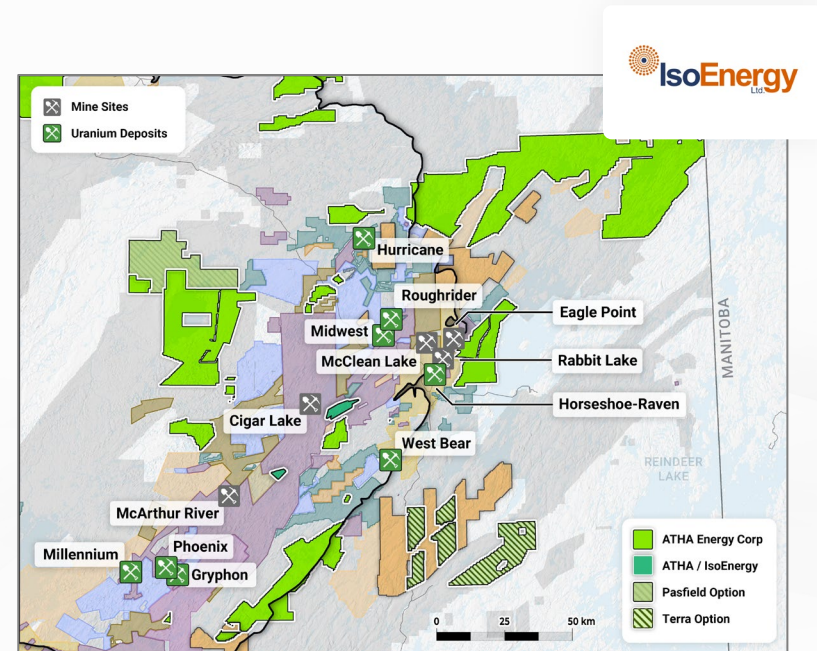 IsoEnergy
Ltd.
Mine Sites
Uranium Deposits
Hurricane
Roughrider
Eagle Point
Midwest
McClean Lake
Rabbit Lake
MANITOBA
Horseshoe-Raven
Cigar Lake
West Bear
REINDEER
LAKE
McArthur River
Phoenix
Millennium
Gryphon
ATHA Energy Corp
ATHA / IsoEnergy
Pasfield Option
Terra Option
0 25 50 km